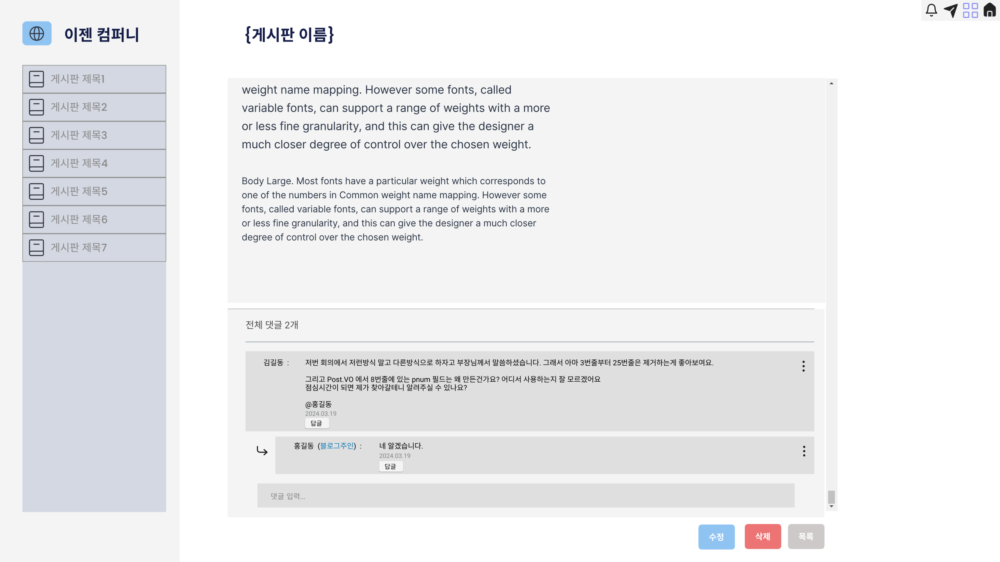 이젠 컴퍼니
게시판 제목1
게시판 제목2
게시판 제목3
게시판 제목4
게시판 제목5
게시판 제목6
게시판 제목7
{게시판 이름}
weight name mapping. However some fonts, called
variable fonts, can support a range of weights with a more
or less fine granularity, and this can give the designer a
much closer degree of control over the chosen weight.
Body Large. Most fonts have a particular weight which corresponds to
one of the numbers in Common weight name mapping. However some
fonts, called variable fonts, can support a range of weights with a more
or less fine granularity, and this can give the designer a much closer
degree of control over the chosen weight.
전체 댓글 2개
김길동 : 저번 회의에서 저런방식 말고 다른방식으로 하자고 부장님께서 말씀하셨습니다. 그래서 아마 3번줄부터 25번줄은 제거하는게 좋아보여요.
그리고 Post.VO 에서 8번줄에 있는 pnum 필드는 왜 만든건가요? 어디서 사용하는지 잘 모르겠어요
점심시간이 되면 제가 찾아갈테니 알려주실 수 있나요?
@홍길동
2024.03.19
답글
홍길동 (블로그주인) : 네 알겠습니다.
2024.03.19
답글
댓글 입력...
수정 삭제 목록